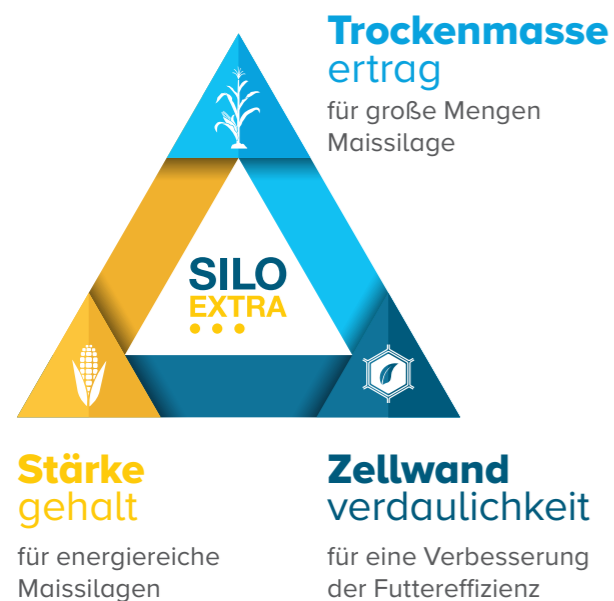 Trockenmasse
ertrag
für große Mengen
Maissilage
SILO
EXTRA
Stärke
gehalt
für energiereiche
Maissilagen
Zellwand
verdaulichkeit
für eine Verbesserung
der Futtereffizienz